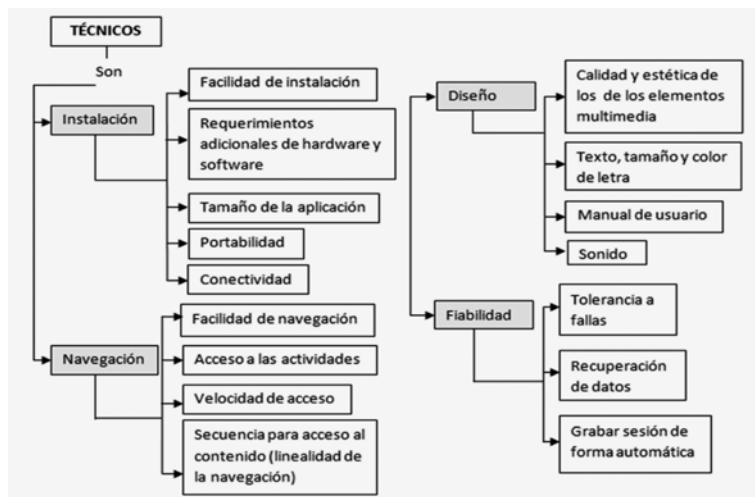 TÉCNICOS
Son
Instalación
Facilidad de instalación
Requerimientos
adicionales de hardware y
software
Tamaño de la aplicación
Portabilidad
Conectividad
Navegación
Facilidad de navegación
Acceso a las actividades
Velocidad de acceso
Secuencia para acceso al
contenido (linealidad de
la navegación)
Diseño
Calidad y estética de
los de los elementos
multimedia
Texto, tamaño y color
de letra
Manual de usuario
Sonido
Fiabilidad
Tolerancia a
fallas
Recuperación
de datos
Grabar sesión de
forma automática